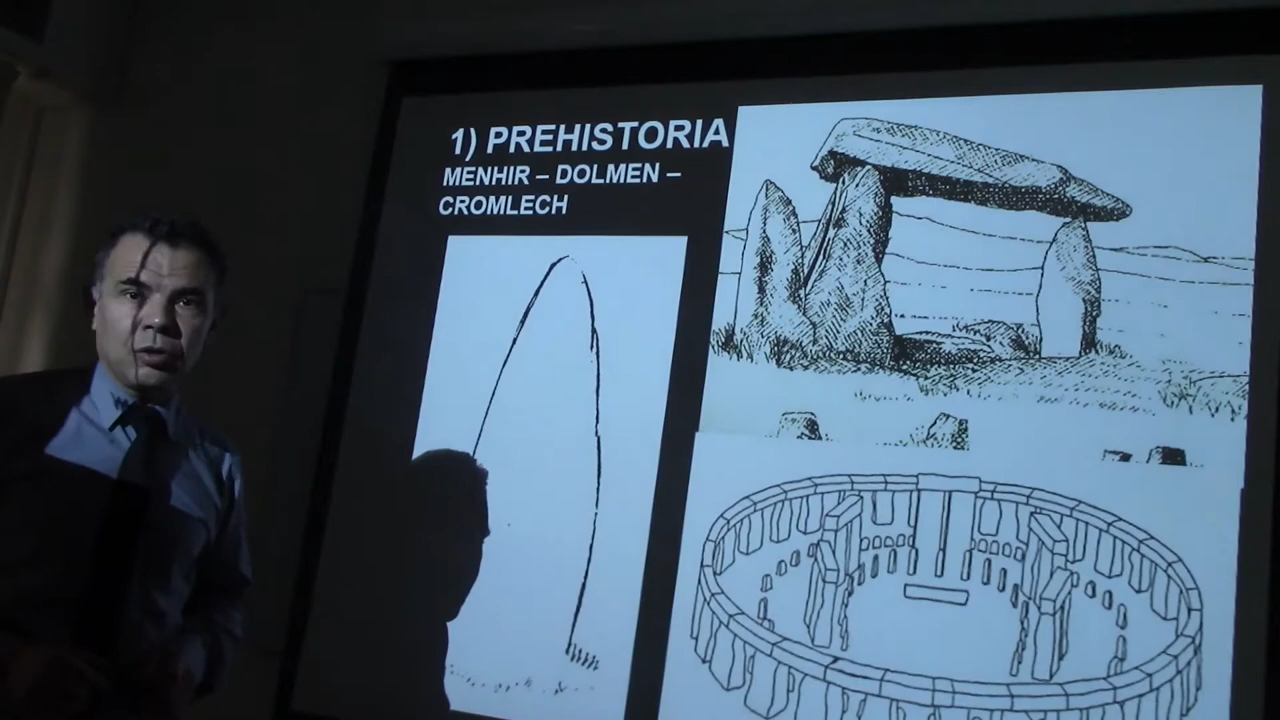 1) PREHISTORIA
MENHIR – DOLMEN –
CROMLECH